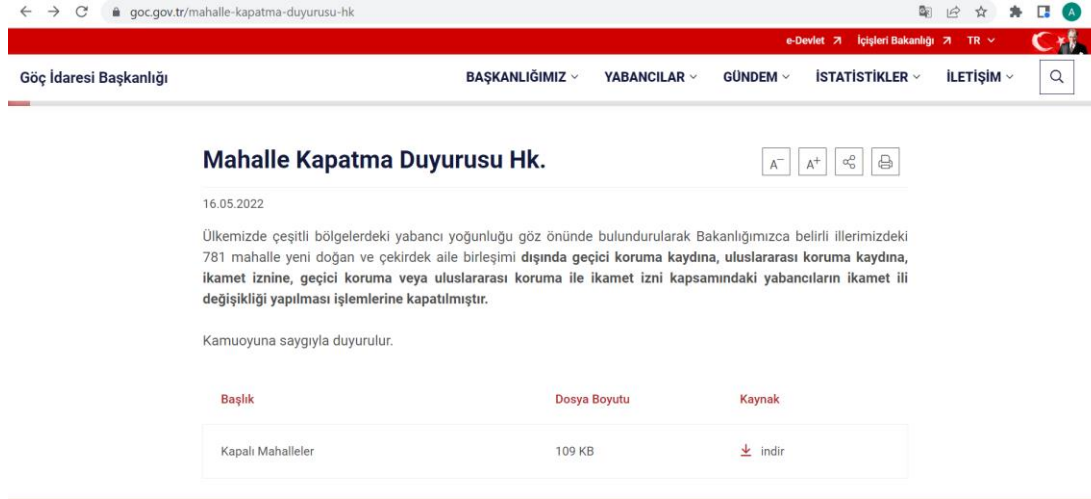 goc.gov.tr/mahalle-kapatma-duyurusu-hk A
e-Devlet İçişleri Bakanlığı TR
Göç İdaresi Başkanlığı BAŞKANLIĞIMIZ YABANCILAR GÜNDEM İSTATİSTİKLER İLETİŞİM
Mahalle Kapatma Duyurusu Hk. A- A+
16.05.2022
Ülkemizde çeşitli bölgelerdeki yabancı yoğunluğu göz önünde bulundurularak Bakanlığımızca belirli illerimizdeki
781 mahalle yeni doğan ve çekirdek aile birleşimi dışında geçici koruma kaydına, uluslararası koruma kaydına,
ikamet iznine, geçici koruma veya uluslararası koruma ile ikamet izni kapsamındaki yabancıların ikamet ili
değişikliği yapılması işlemlerine kapatılmıştır.
Kamuoyuna saygıyla duyurulur.
Başlık Dosya Boyutu Kaynak
Kapalı Mahalleler 109 KB indir